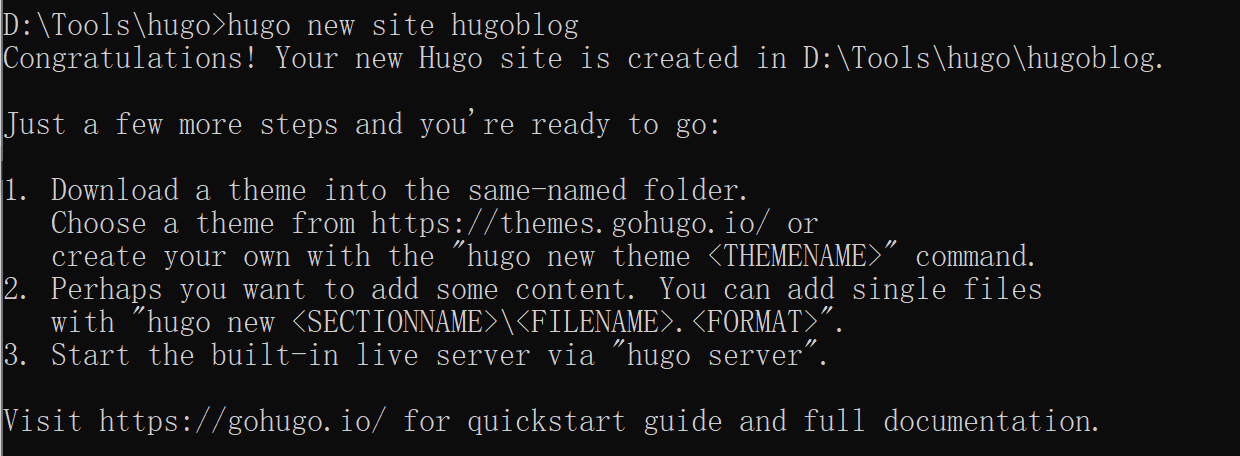 D:\Tools\hugo>hugo new site hugoblog
Congratulations! Your new Hugo site is created in D:\Tools\hugo\hugoblog.
Just a few more steps and you're ready to go:
1. Download a theme into the same-named folder.
Choose a theme from https://themes.gohugo.io/ or
create your own with the "hugo new theme <THEMENAME>" command.
2. Perhaps you want to add some content. You can add single files
with "hugo new <SECTIONNAME>\<FILENAME>.<FORMAT>".
3. Start the built-in live server via "hugo server".
Visit https://gohugo.io/ for quickstart guide and full documentation.